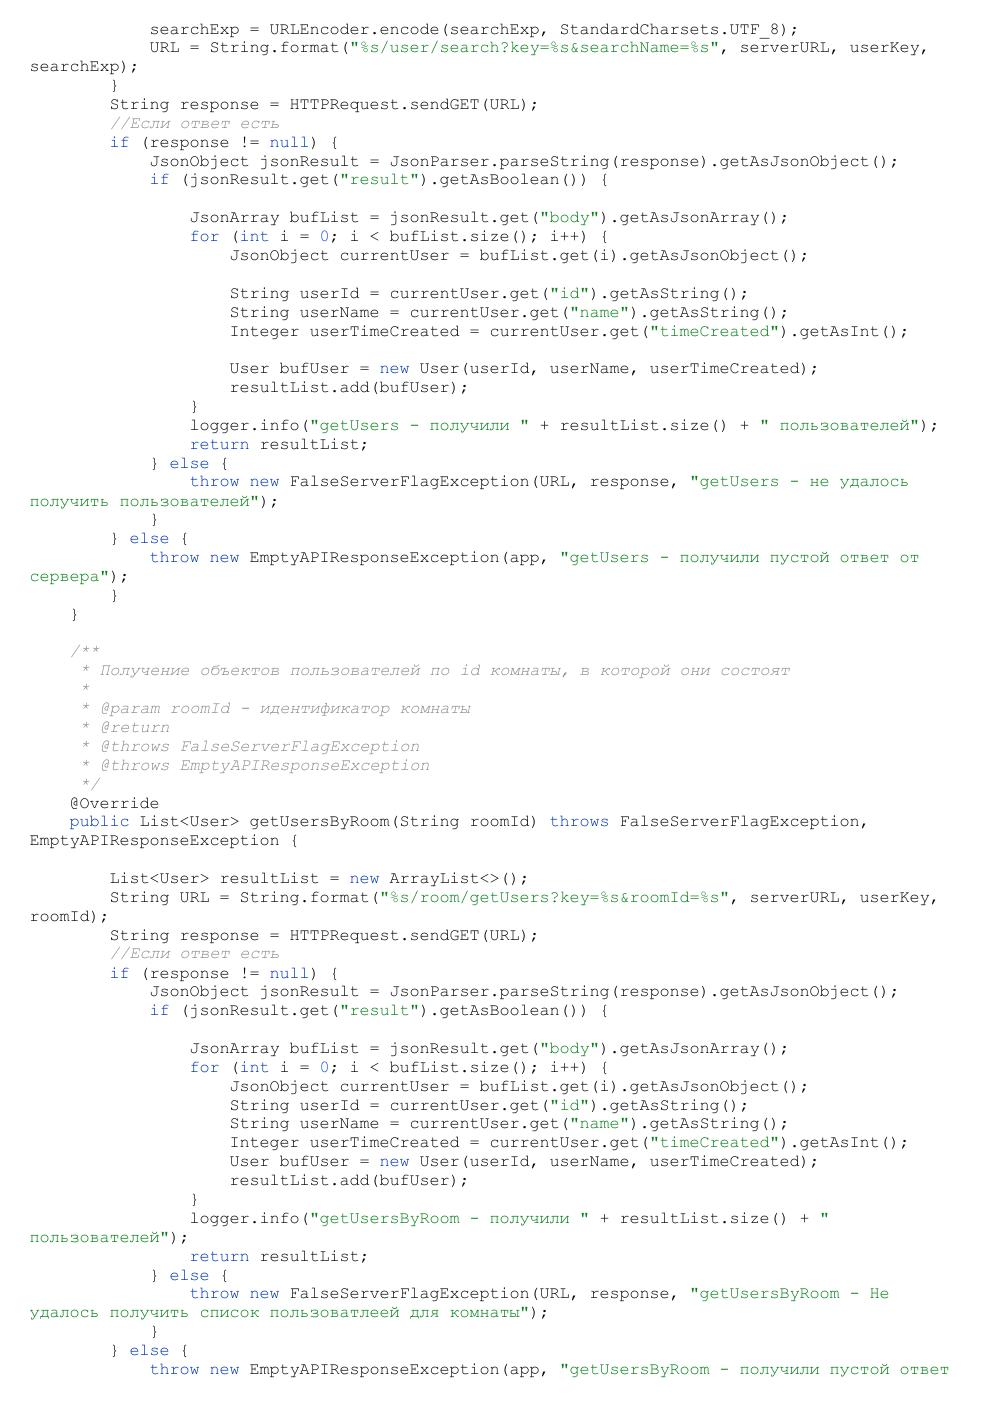 searchExp = URLEncoder.encode(searchExp, StandardCharsets.UTF_8);
            URL = String.format("%s/user/search?key=%s&searchName=%s", serverURL, userKey,
searchExp);
        }
        String response = HTTPRequest.sendGET(URL);
        //Если ответ есть
        if (response != null) {
            JsonObject jsonResult = JsonParser.parseString(response).getAsJsonObject();
            if (jsonResult.get("result").getAsBoolean()) {

                JsonArray bufList = jsonResult.get("body").getAsJsonArray();
                for (int i = 0; i < bufList.size(); i++) {
                    JsonObject currentUser = bufList.get(i).getAsJsonObject();

                    String userId = currentUser.get("id").getAsString();
                    String userName = currentUser.get("name").getAsString();
                    Integer userTimeCreated = currentUser.get("timeCreated").getAsInt();

                    User bufUser = new User(userId, userName, userTimeCreated);
                    resultList.add(bufUser);
                }
                logger.info("getUsers - получили " + resultList.size() + " пользователей");
                return resultList;
            } else {
                throw new FalseServerFlagException(URL, response, "getUsers - не удалось
получить пользователей");
            }
        } else {
            throw new EmptyAPIResponseException(app, "getUsers - получили пустой ответ от
сервера");
        }
    }

    /**
     * Получение объектов пользователей по id комнаты, в которой они состоят
     *
     * @param roomId - идентификатор комнаты
     * @return
     * @throws FalseServerFlagException
     * @throws EmptyAPIResponseException
     */
    @Override
    public List<User> getUsersByRoom(String roomId) throws FalseServerFlagException,
EmptyAPIResponseException {

        List<User> resultList = new ArrayList<>();
        String URL = String.format("%s/room/getUsers?key=%s&roomId=%s", serverURL, userKey,
roomId);
        String response = HTTPRequest.sendGET(URL);
        //Если ответ есть
        if (response != null) {
            JsonObject jsonResult = JsonParser.parseString(response).getAsJsonObject();
            if (jsonResult.get("result").getAsBoolean()) {

                JsonArray bufList = jsonResult.get("body").getAsJsonArray();
                for (int i = 0; i < bufList.size(); i++) {
                    JsonObject currentUser = bufList.get(i).getAsJsonObject();
                    String userId = currentUser.get("id").getAsString();
                    String userName = currentUser.get("name").getAsString();
                    Integer userTimeCreated = currentUser.get("timeCreated").getAsInt();
                    User bufUser = new User(userId, userName, userTimeCreated);
                    resultList.add(bufUser);
                }
                logger.info("getUsersByRoom - получили " + resultList.size() + "
пользователей");
                return resultList;
            } else {
                throw new FalseServerFlagException(URL, response, "getUsersByRoom - Не
удалось получить список пользоватлеей для комнаты");
            }
        } else {
            throw new EmptyAPIResponseException(app, "getUsersByRoom - получили пустой ответ